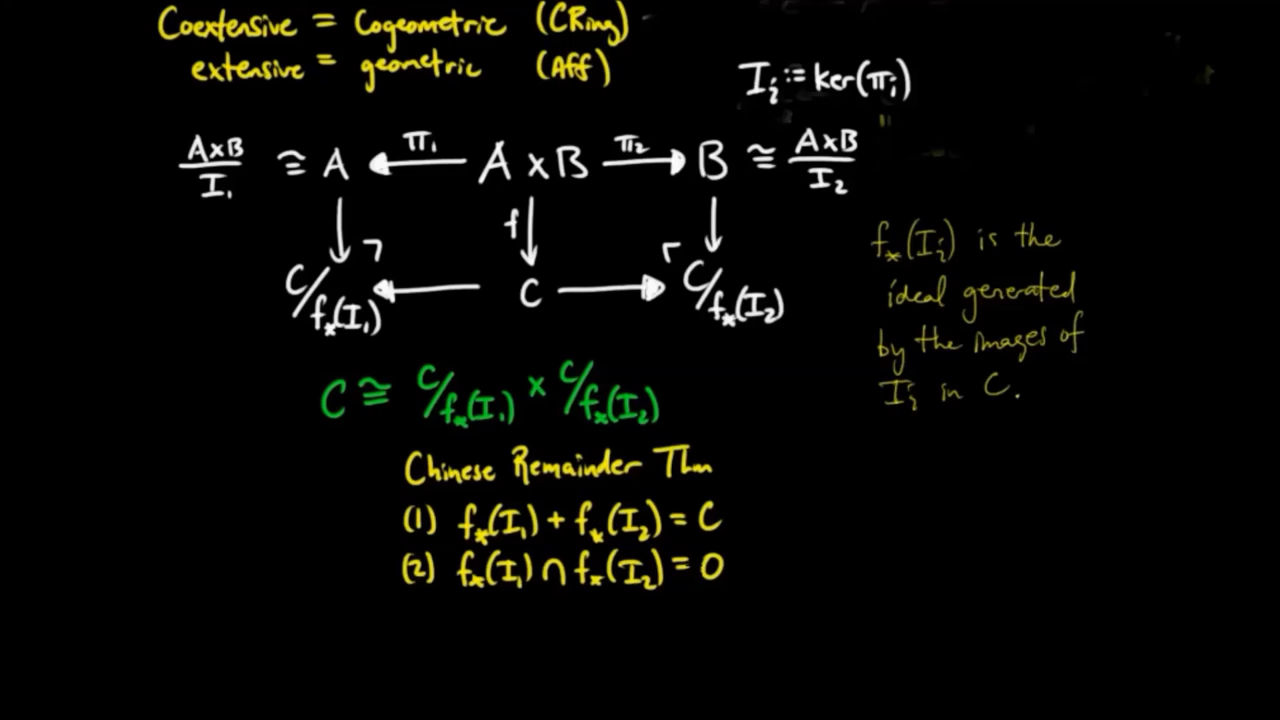 Coextensive = Cogeometric (CRing)
extensive = geometric (Aff)
I_i := ker(π_i)
A×B/I_1 ≅ A ←π_1 A×B π_2→ B ≅ A×B/I_2
f
C/f_*(I_1) ← C → C/f_*(I_2)
f_*(I_i) is the
ideal generated
by the images of
I_i in C.
C ≅ C/f_*(I_1) × C/f_*(I_2)
Chinese Remainder Thm
(1) f_*(I_1) + f_*(I_2) = C
(2) f_*(I_1) ∩ f_*(I_2) = 0